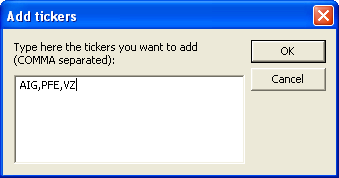 Add tickers
Type here the tickers you want to add
(COMMA separated):
OK
Cancel
AIG,PFE,VZ